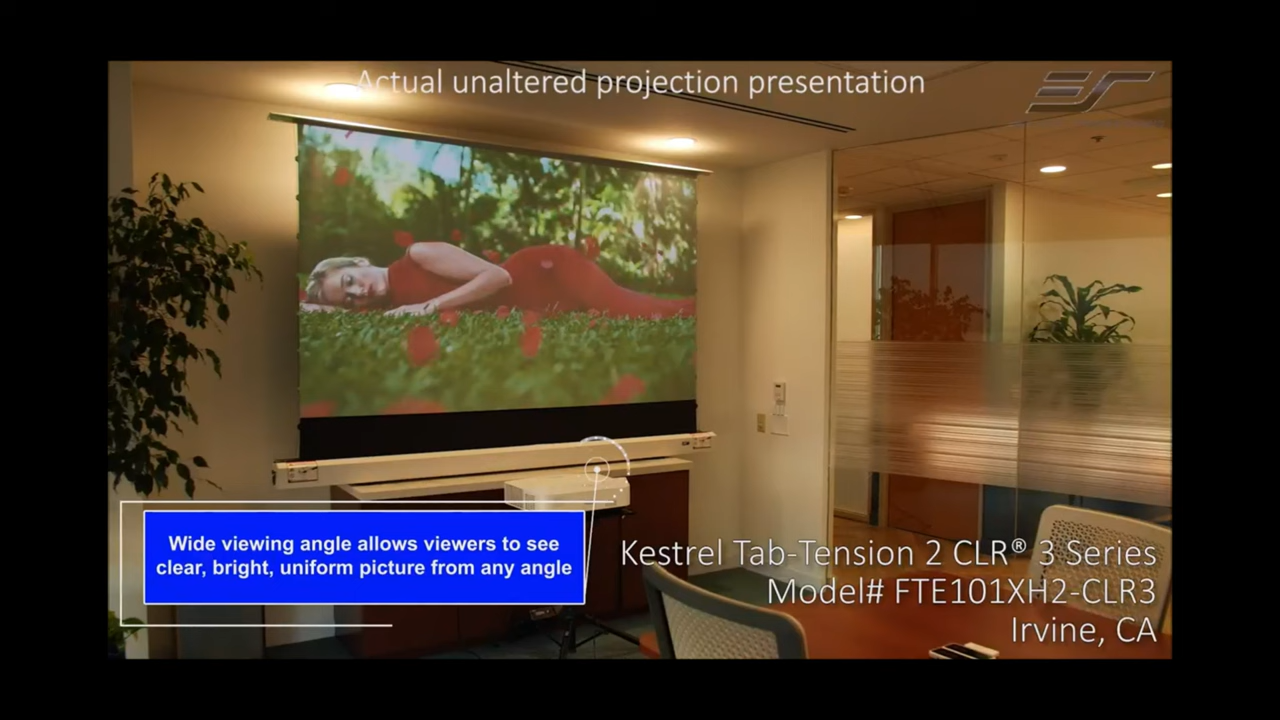 Actual unaltered projection presentation
ES
Wide viewing angle allows viewers to see
clear, bright, uniform picture from any angle
Kestrel Tab-Tension 2 CLR® 3 Series
Model# FTE101XH2-CLR3
Irvine, CA